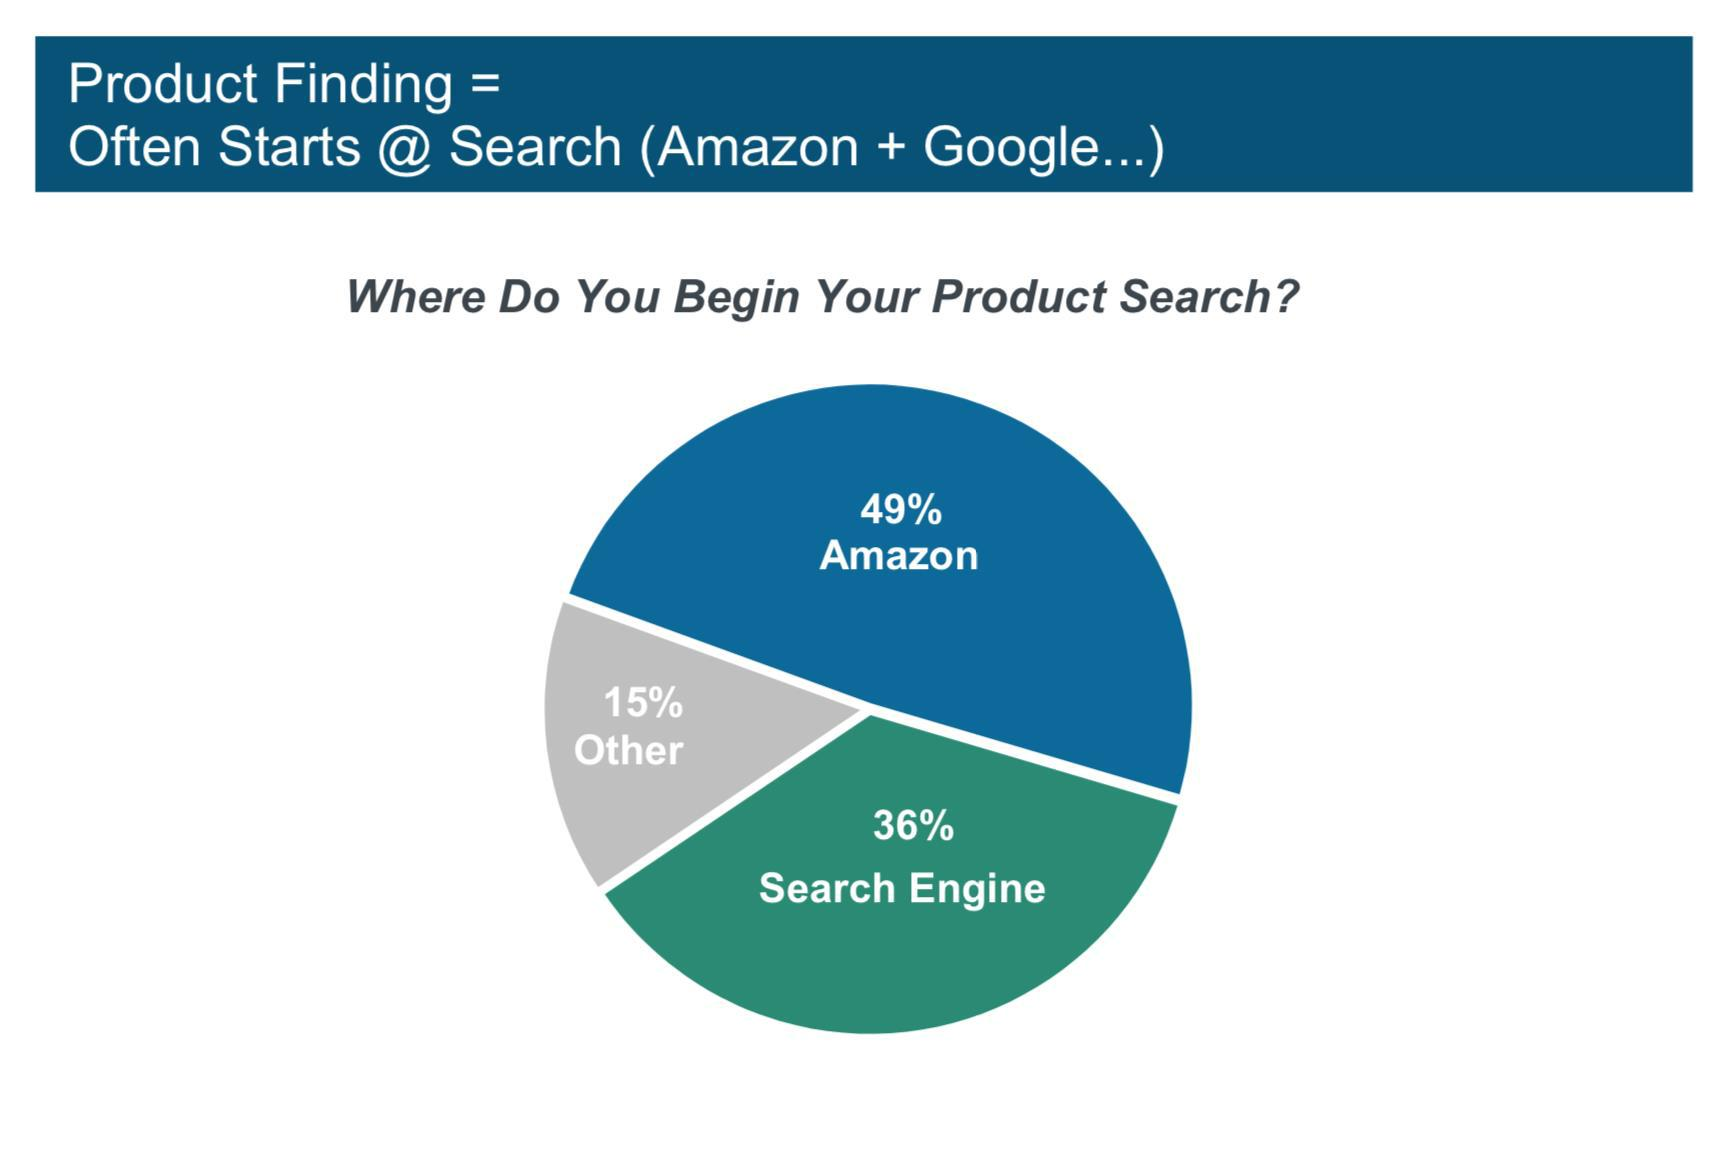 Product Finding =
Often Starts @ Search (Amazon + Google...)
Where Do You Begin Your Product Search?
49%
Amazon
15%
Other
36%
Search Engine